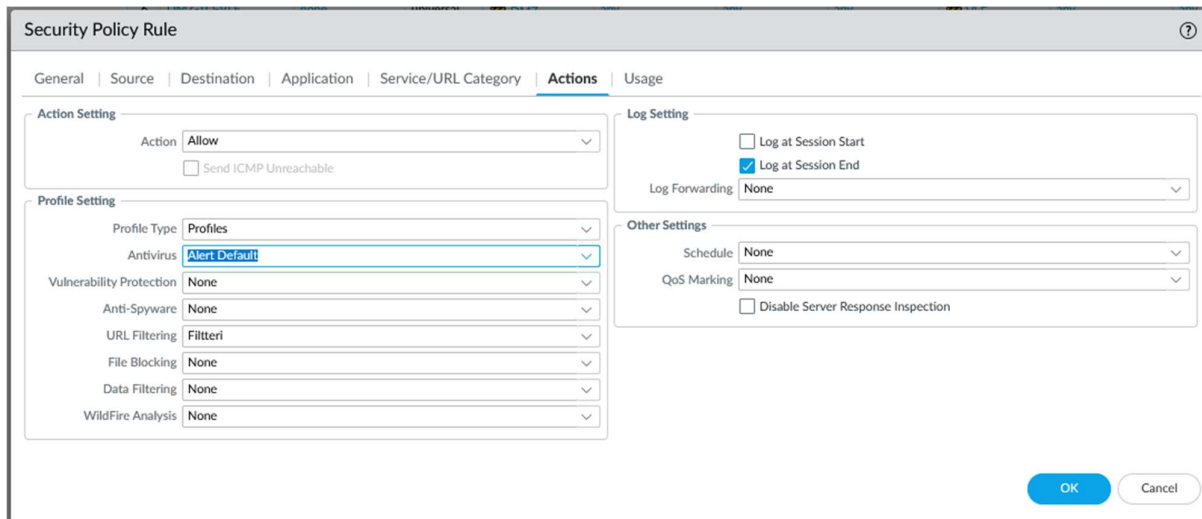 Security Policy Rule
General | Source | Destination | Application | Service/URL Category | Actions | Usage
Action Setting
Action Allow
Send ICMP Unreachable
Profile Setting
Profile Type Profiles
Antivirus Alert Default
Vulnerability Protection None
Anti-Spyware None
URL Filtering Filtteri
File Blocking None
Data Filtering None
WildFire Analysis None
Log Setting
Log at Session Start
Log at Session End
Log Forwarding None
Other Settings
Schedule None
QoS Marking None
Disable Server Response Inspection
OK Cancel